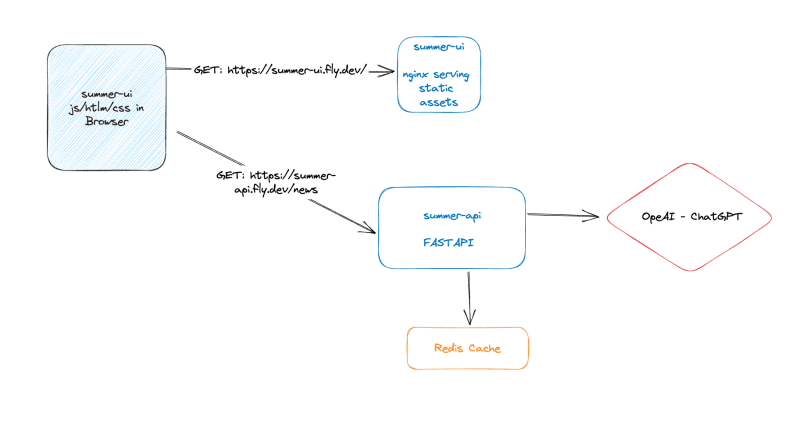 summer-ui
js/htlm/css in
Browser
GET: https://summer-ui.fly.dev/
summer-ui
nginx serving
static
assets
GET: https://summer-
api.fly.dev/news
summer-api
FASTAPI
OpeAI - ChatGPT
Redis Cache